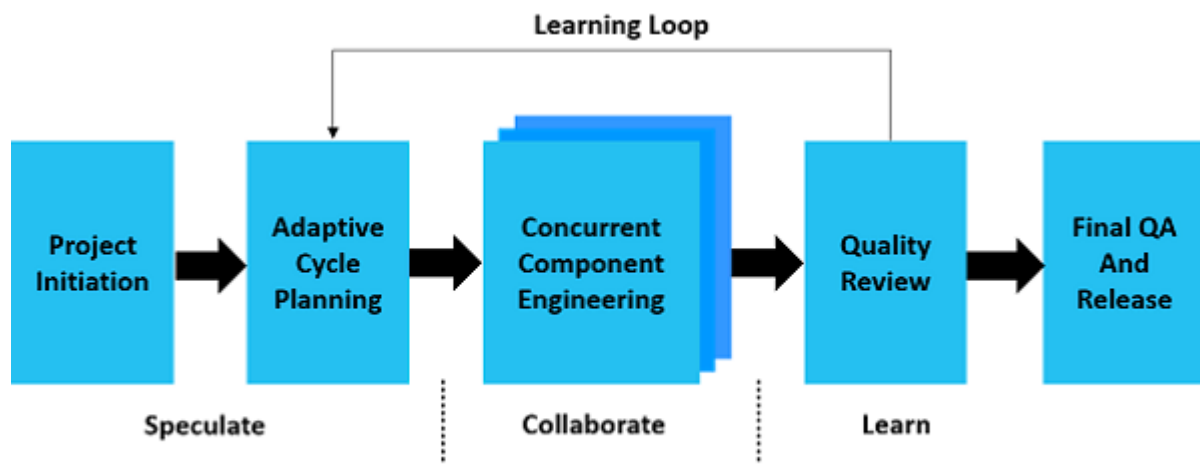 Learning Loop
Project
Initiation
Adaptive
Cycle
Planning
Concurrent
Component
Engineering
Quality
Review
Final QA
And
Release
Speculate
Collaborate
Learn